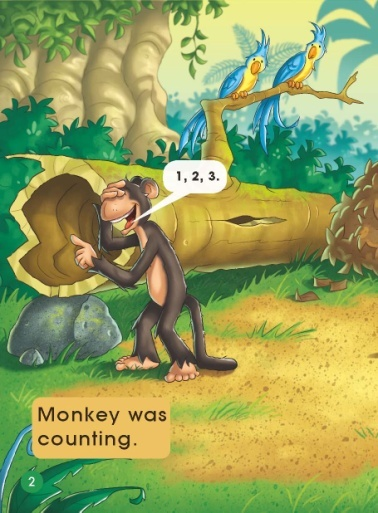 1, 2, 3.
Monkey was
counting.
2